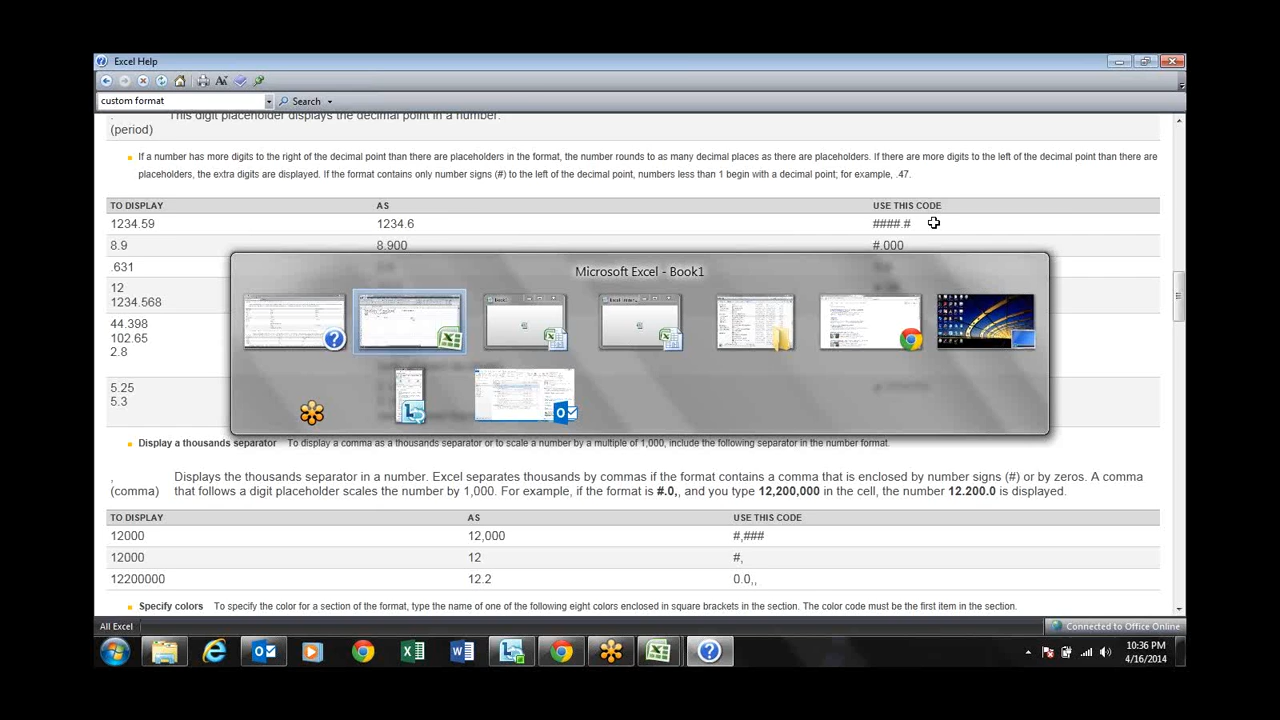 Excel Help
custom format
Search
This digit placeholder displays the decimal point in a number.
(period)
If a number has more digits to the right of the decimal point than there are placeholders in the format, the number rounds to as many decimal places as there are placeholders. If there are more digits to the left of the decimal point than there are
placeholders, the extra digits are displayed. If the format contains only number signs (#) to the left of the decimal point, numbers less than 1 begin with a decimal point; for example, .47.
TO DISPLAY AS USE THIS CODE
1234.59 1234.6 ####.#
8.9 8.900 #.000
.631
12
1234.568
44.398
102.65
2.8
5.25
5.3
Microsoft Excel - Book1
Display a thousands separator To display a comma as a thousands separator or to scale a number by a multiple of 1,000, include the following separator in the number format.
,
(comma)
Displays the thousands separator in a number. Excel separates thousands by commas if the format contains a comma that is enclosed by number signs (#) or by zeros. A comma
that follows a digit placeholder scales the number by 1,000. For example, if the format is #.0,, and you type 12,200,000 in the cell, the number 12.200.0 is displayed.
TO DISPLAY AS USE THIS CODE
12000 12,000 #,###
12000 12 #,
12200000 12.2 0.0,,
Specify colors To specify the color for a section of the format, type the name of one of the following eight colors enclosed in square brackets in the section. The color code must be the first item in the section.
All Excel
Connected to Office Online
10:36 PM
4/16/2014